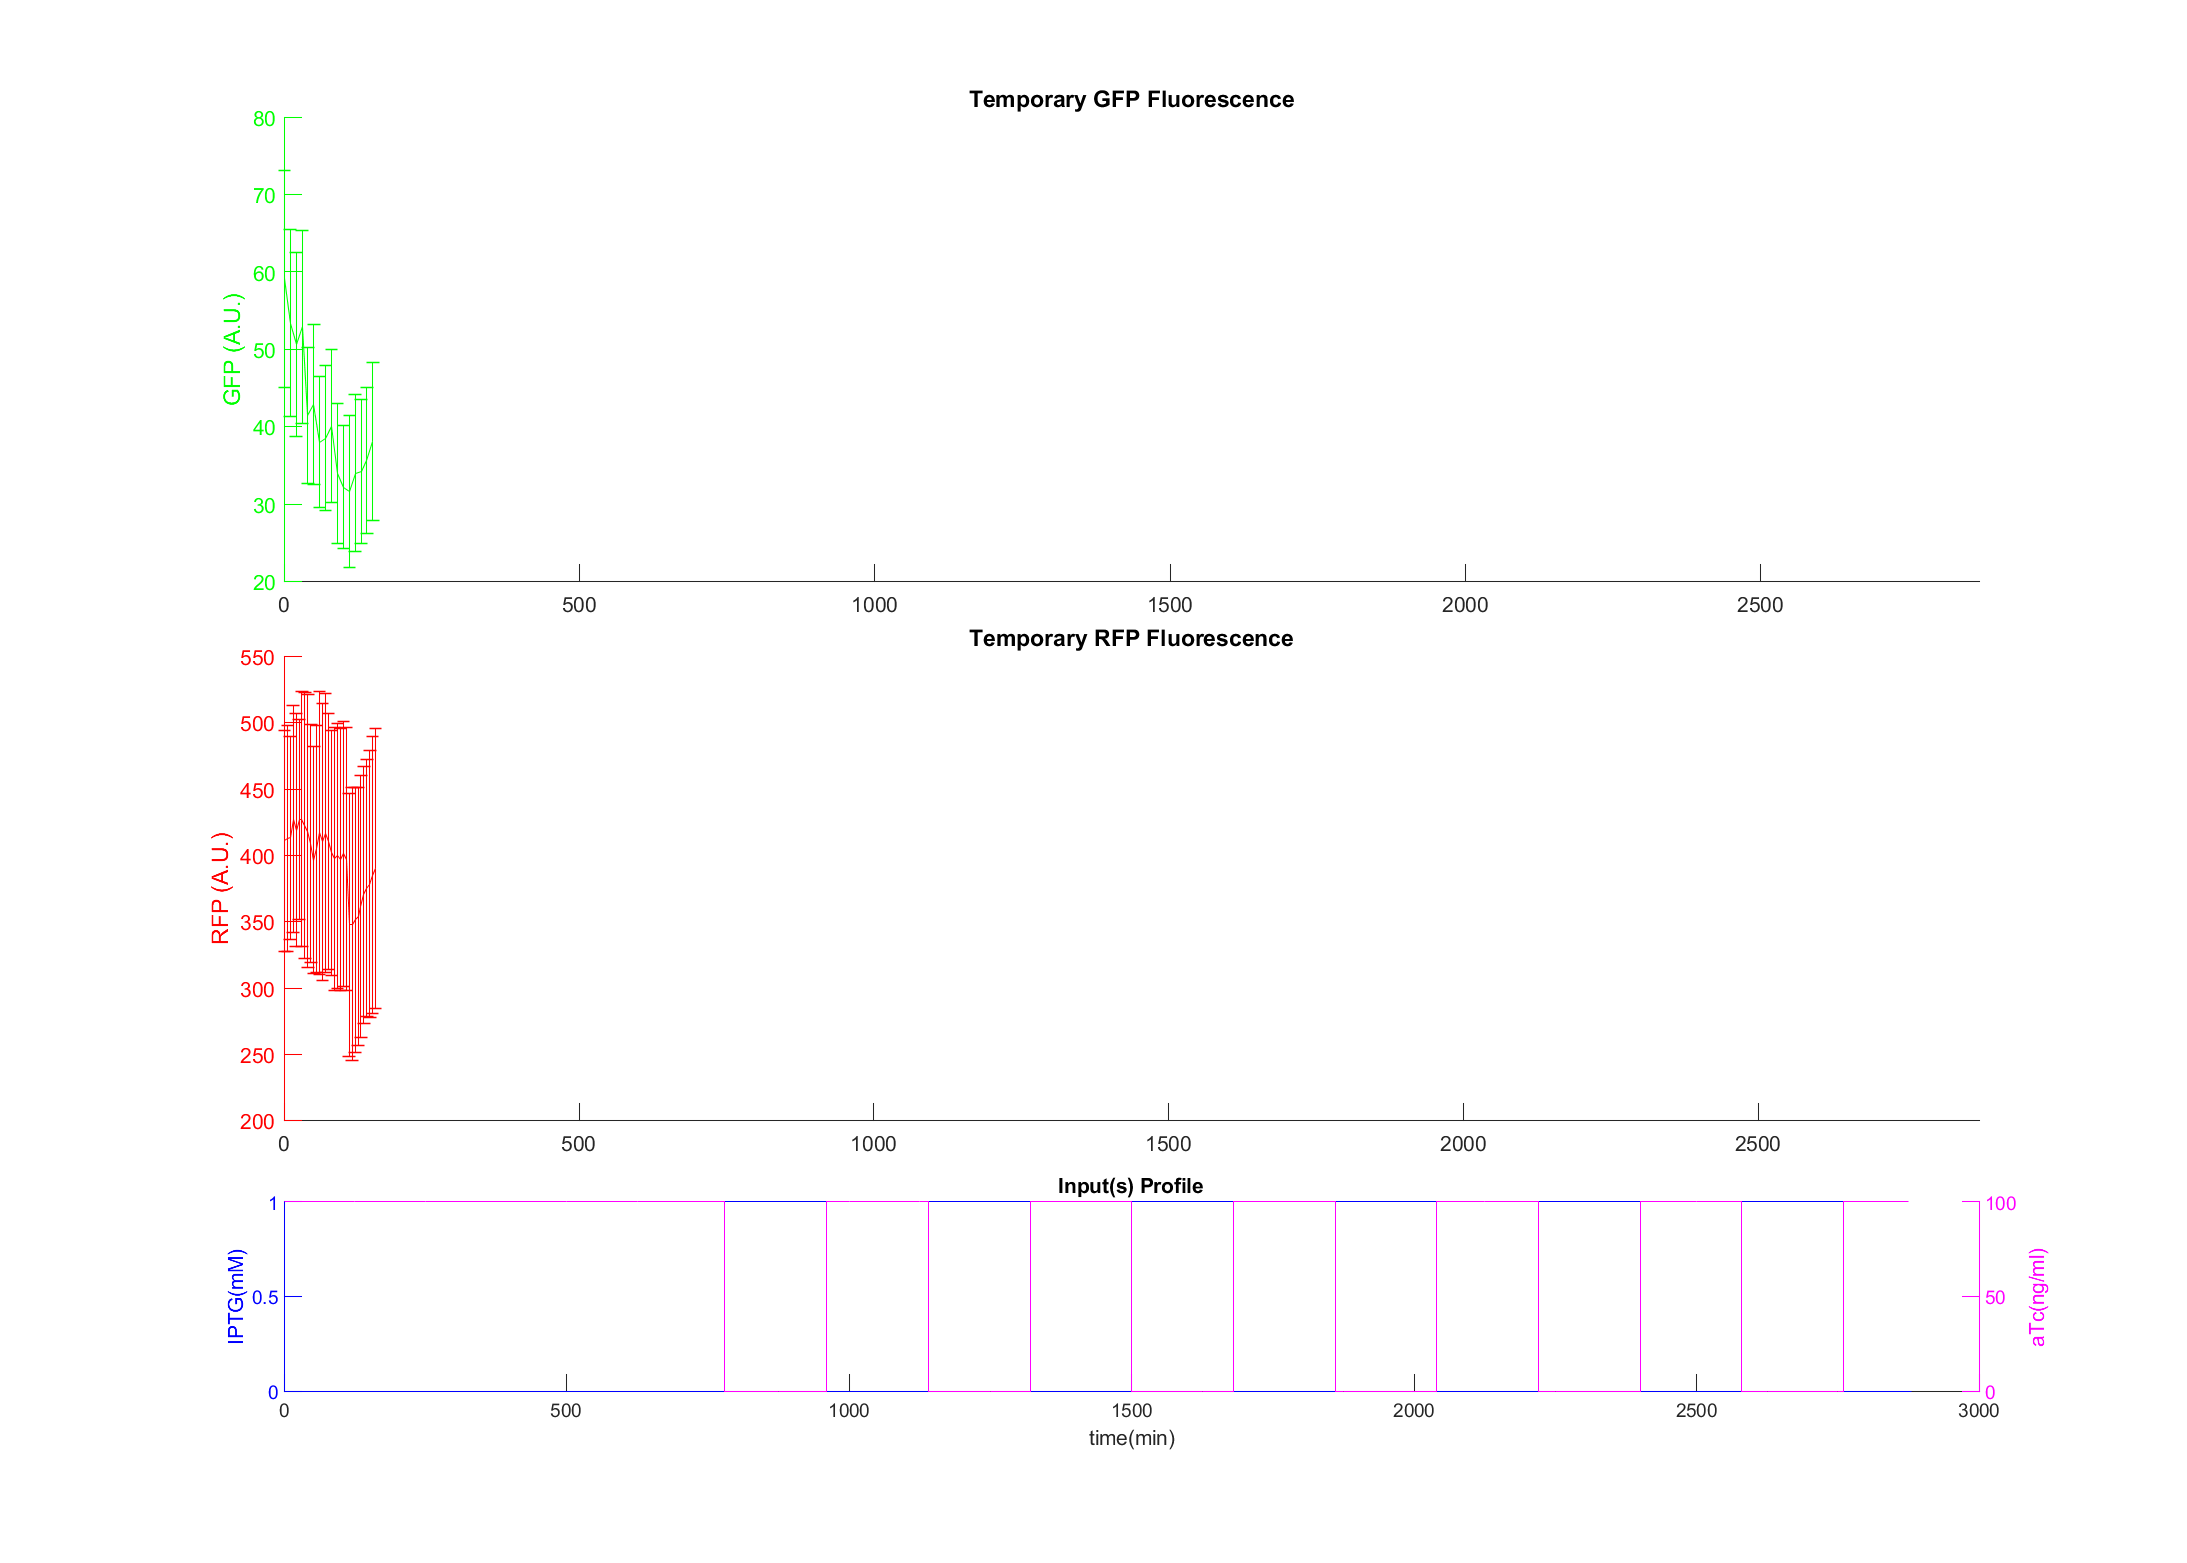 Temporary GFP Fluorescence
80
70
60
50
40
30
20
GFP (A.U.)
0 500 1000 1500 2000 2500
Temporary RFP Fluorescence
550
500
450
400
350
300
250
200
RFP (A.U.)
0 500 1000 1500 2000 2500
Input(s) Profile
1
0.5
0
IPTG(mM)
100
50
0
aTc(ng/ml)
0 500 1000 1500 2000 2500 3000
time(min)